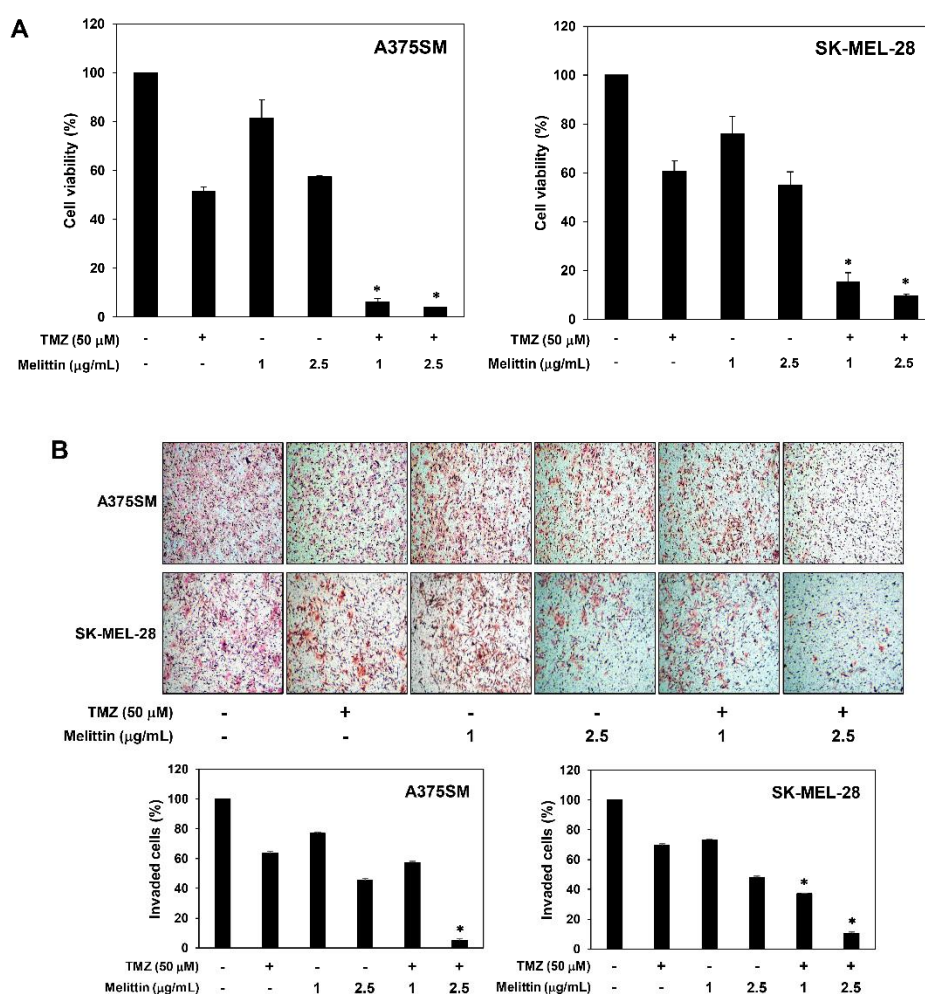 A
A375SM
Cell viability (%)
120
100
80
60
40
20
0
* *
TMZ (50 μM) - + - - + +
Melittin (μg/mL) - - 1 2.5 1 2.5
SK-MEL-28
Cell viability (%)
120
100
80
60
40
20
0
* *
TMZ (50 μM) - + - - + +
Melittin (μg/mL) - - 1 2.5 1 2.5
B
A375SM
SK-MEL-28
TMZ (50 μM) - + - - + +
Melittin (μg/mL) - - 1 2.5 1 2.5
A375SM
Invaded cells (%)
120
100
80
60
40
20
0
*
TMZ (50 μM) - + - - + +
Melittin (μg/mL) - - 1 2.5 1 2.5
SK-MEL-28
Invaded cells (%)
120
100
80
60
40
20
0
* *
TMZ (50 μM) - + - - + +
Melittin (μg/mL) - - 1 2.5 1 2.5